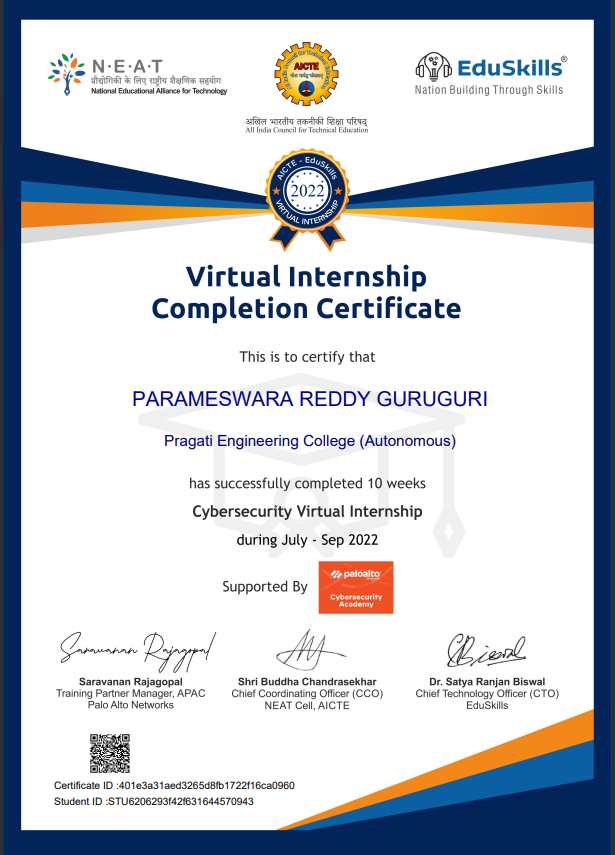 N·E·A·T
प्रौद्योगिकी के लिए राष्ट्रीय शैक्षणिक सहयोग
National Educational Alliance for Technology
AICTE
अखिल भारतीय तकनीकी शिक्षा परिषद्
All India Council for Technical Education
EduSkills®
Nation Building Through Skills
AICTE - EduSkills
2022
VIRTUAL INTERNSHIP
Virtual Internship
Completion Certificate
This is to certify that
PARAMESWARA REDDY GURUGURI
Pragati Engineering College (Autonomous)
has successfully completed 10 weeks
Cybersecurity Virtual Internship
during July - Sep 2022
Supported By
paloalto
Cybersecurity
Academy
Saravanan Rajagopal
Saravanan Rajagopal
Training Partner Manager, APAC
Palo Alto Networks
Shri Buddha Chandrasekhar
Chief Coordinating Officer (CCO)
NEAT Cell, AICTE
Dr. Satya Ranjan Biswal
Chief Technology Officer (CTO)
EduSkills
Certificate ID :401e3a31aed3265d8fb1722f16ca0960
Student ID :STU6206293f42f631644570943